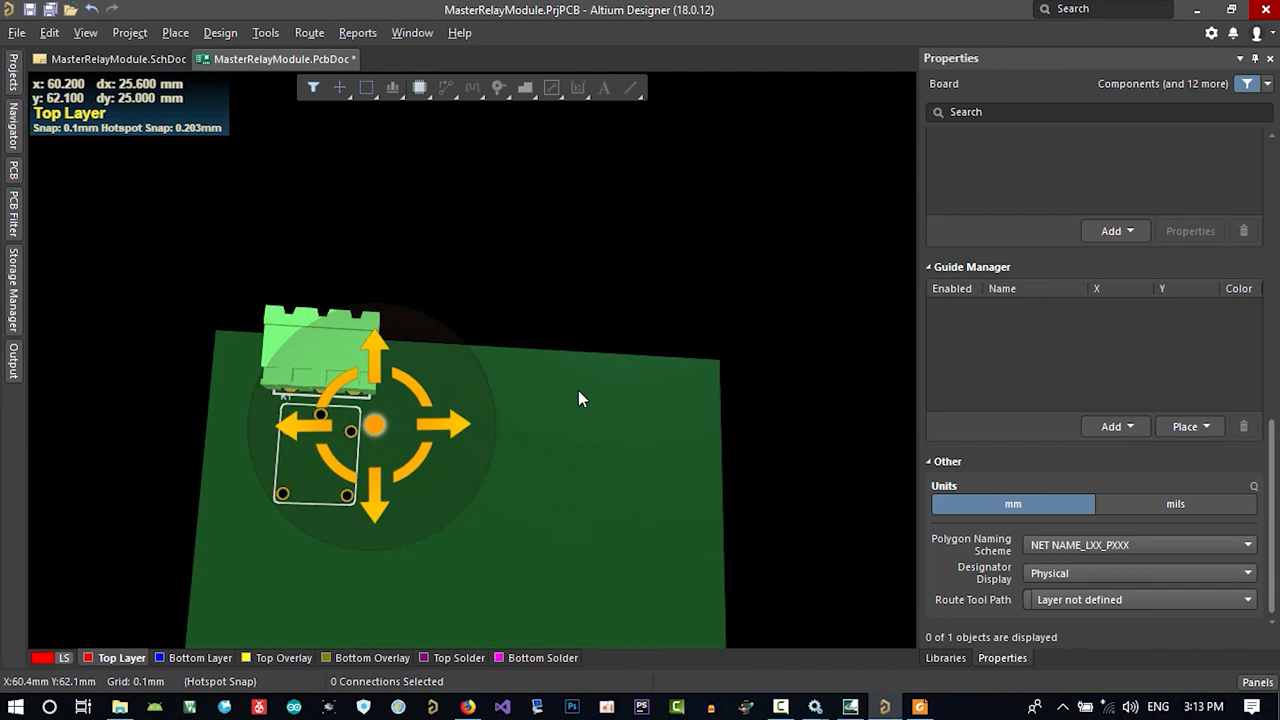 MasterRelayModule.PrjPCB - Altium Designer (18.0.12)
Search
File Edit View Project Place Design Tools Route Reports Window Help
MasterRelayModule.SchDoc
MasterRelayModule.PcbDoc *
Properties
Projects
Navigator
PCB
PCB Filter
Storage Manager
Output
x: 60.200 dx: 25.600 mm
y: 62.100 dy: 25.000 mm
Top Layer
Snap: 0.1mm Hotspot Snap: 0.203mm
Board
Components (and 12 more)
Search
Add
Properties
Guide Manager
Enabled Name X Y Color
Add
Place
Other
Units
mm
mils
Polygon Naming Scheme
NET NAME_LXX_PXXX
Designator Display
Physical
Route Tool Path
Layer not defined
0 of 1 objects are displayed
Libraries
Properties
LS
Top Layer
Bottom Layer
Top Overlay
Bottom Overlay
Top Solder
Bottom Solder
X:60.4mm Y:62.1mm Grid: 0.1mm (Hotspot Snap) 0 Connections Selected
Panels
ENG 3:13 PM